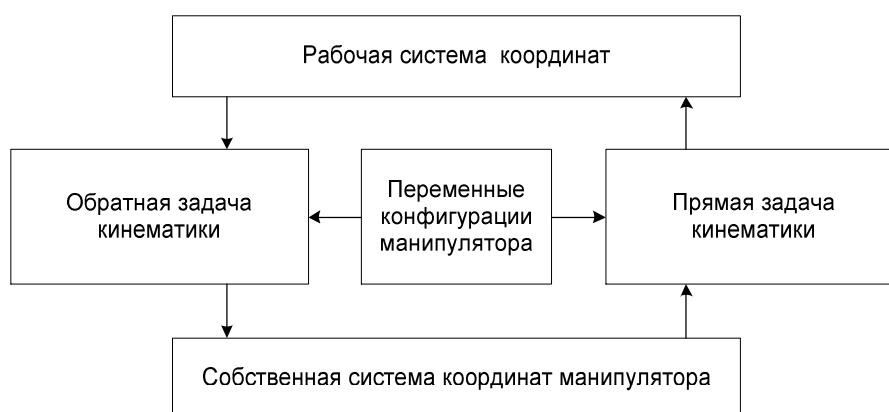 Рабочая система координат
Обратная задача
кинематики
Переменные
конфигурации
манипулятора
Прямая задача
кинематики
Собственная система координат манипулятора